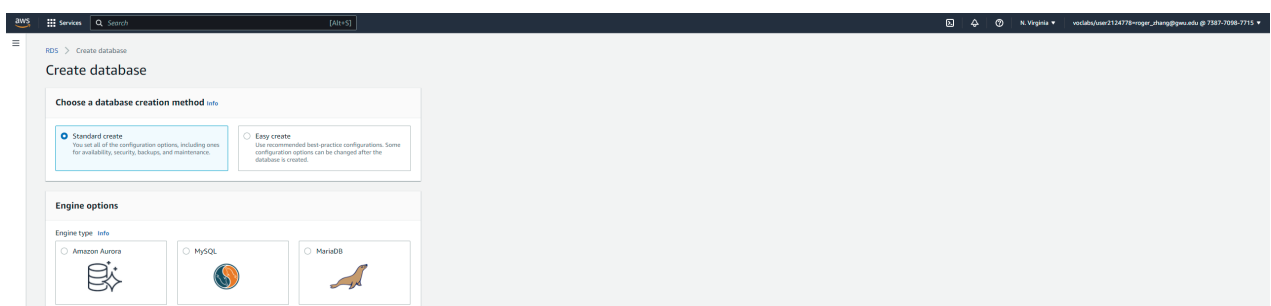 aws
Services
Search
[Alt+S]
N. Virginia
voclabs/user2124778=roger_zhang@gwu.edu @ 7387-7098-7715
RDS > Create database
Create database
Choose a database creation method Info
Standard create
You set all of the configuration options, including ones
for availability, security, backups, and maintenance.
Easy create
Use recommended best-practice configurations. Some
configuration options can be changed after the
database is created.
Engine options
Engine type Info
Amazon Aurora
MySQL
MariaDB